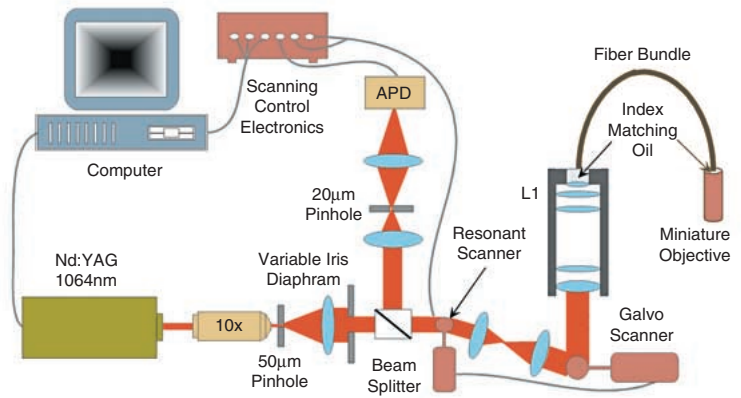 Fiber Bundle
Scanning
Control
Electronics
APD
Index
Matching
Oil
Computer
L1
20μm
Pinhole
Resonant
Scanner
Miniature
Objective
Nd:YAG
1064nm
Variable Iris
Diaphram
Galvo
Scanner
10x
50μm
Pinhole
Beam
Splitter